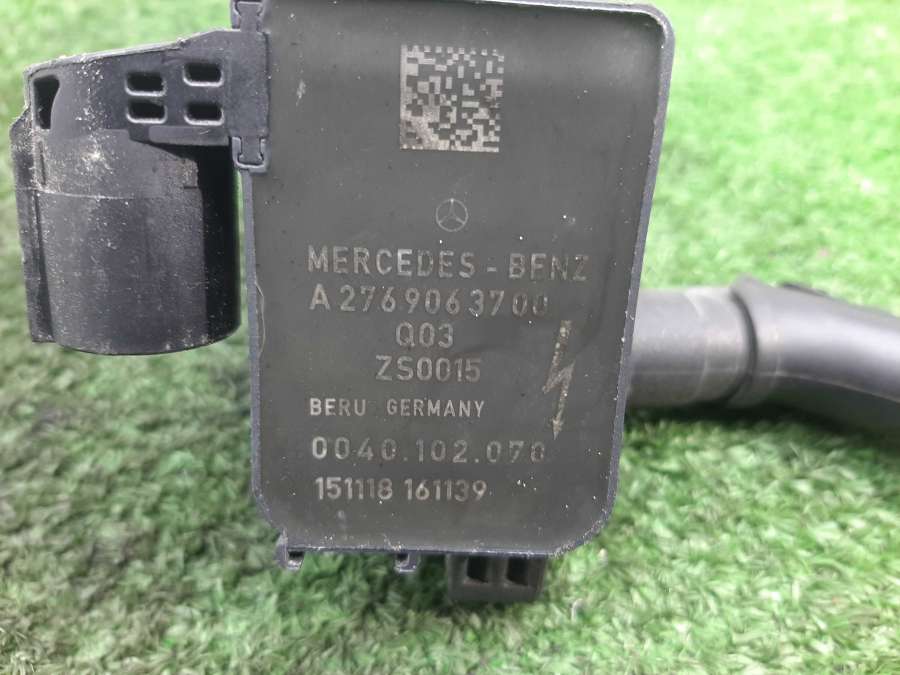 MERCEDES - BENZ
A 2769063700
Q03
ZS0015
BERU GERMANY
0040.102.070
151118 161139